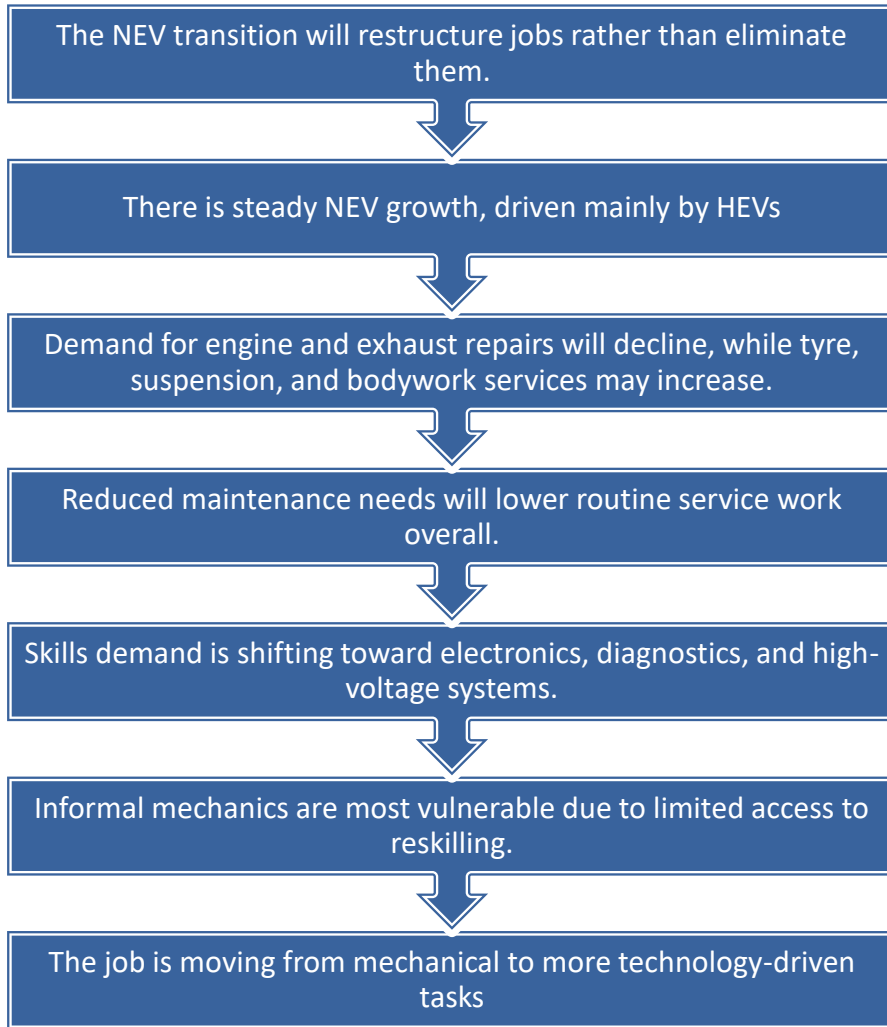 The NEV transition will restructure jobs rather than eliminate
them.
There is steady NEV growth, driven mainly by HEVs
Demand for engine and exhaust repairs will decline, while tyre,
suspension, and bodywork services may increase.
Reduced maintenance needs will lower routine service work
overall.
Skills demand is shifting toward electronics, diagnostics, and high-
voltage systems.
Informal mechanics are most vulnerable due to limited access to
reskilling.
The job is moving from mechanical to more technology-driven
tasks